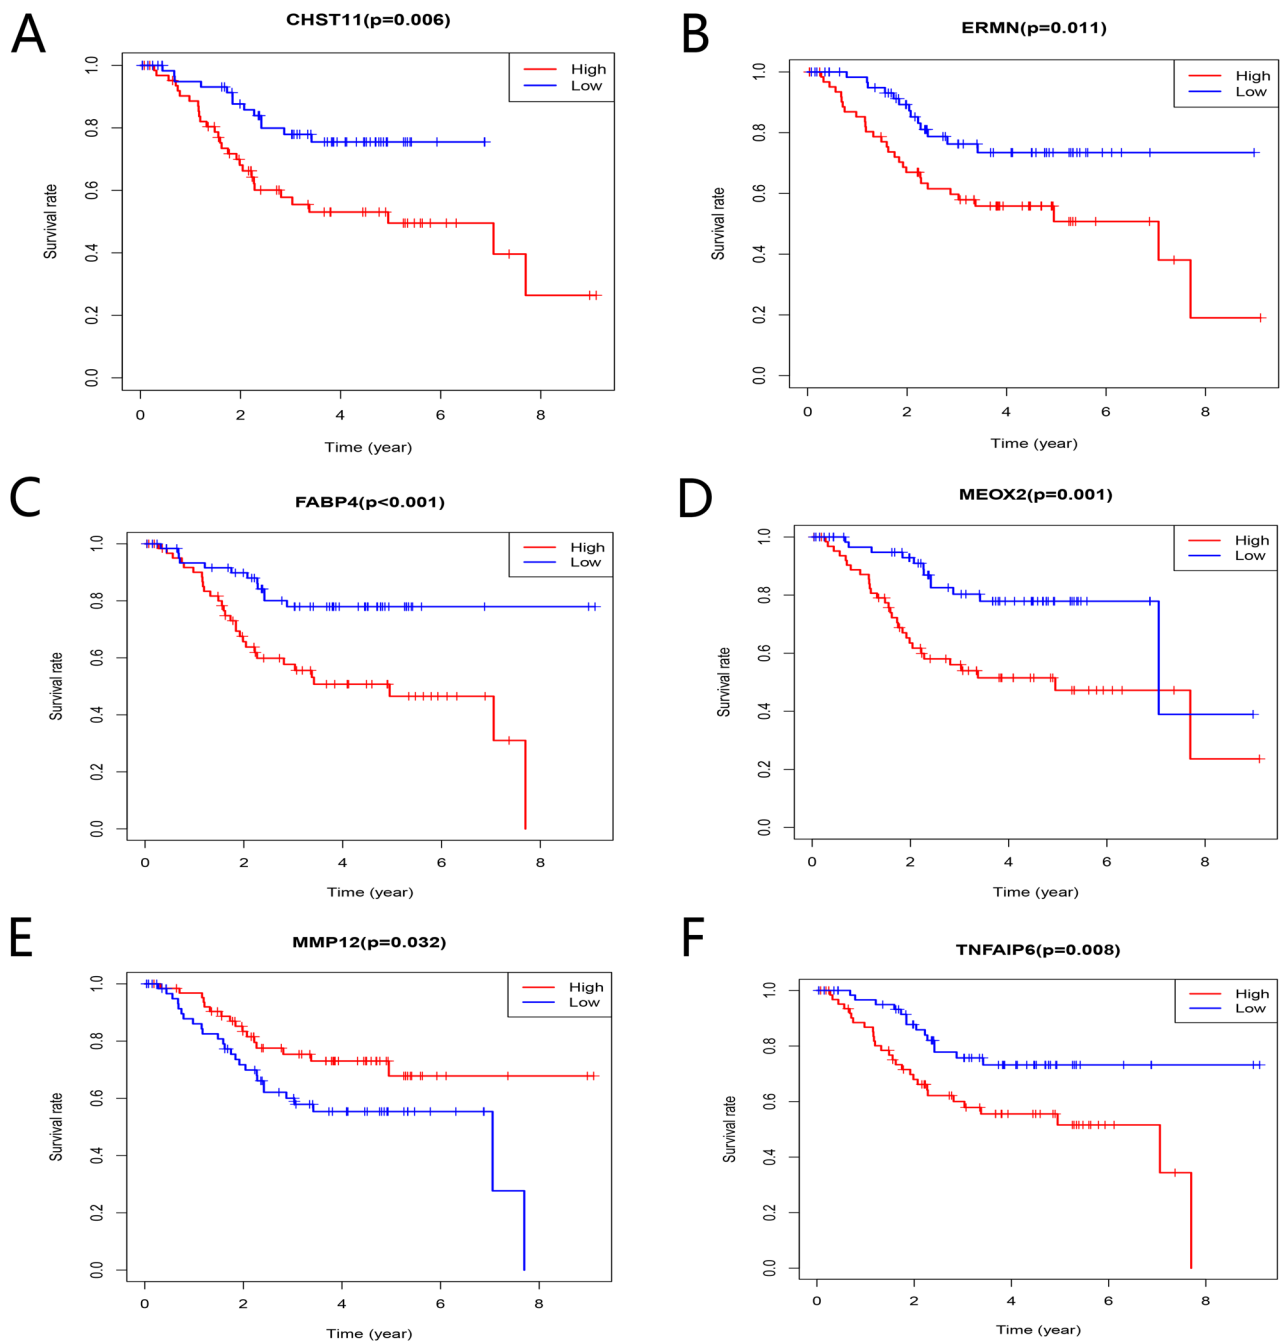 A
CHST11(p=0.006)
High
Low
Survival rate
0.0 0.2 0.4 0.6 0.8 1.0
0 2 4 6 8
Time (year)
B
ERMN(p=0.011)
High
Low
Survival rate
0.0 0.2 0.4 0.6 0.8 1.0
0 2 4 6 8
Time (year)
C
FABP4(p<0.001)
High
Low
Survival rate
0.0 0.2 0.4 0.6 0.8 1.0
0 2 4 6 8
Time (year)
D
MEOX2(p=0.001)
High
Low
Survival rate
0.0 0.2 0.4 0.6 0.8 1.0
0 2 4 6 8
Time (year)
E
MMP12(p=0.032)
High
Low
Survival rate
0.0 0.2 0.4 0.6 0.8 1.0
0 2 4 6 8
Time (year)
F
TNFAIP6(p=0.008)
High
Low
Survival rate
0.0 0.2 0.4 0.6 0.8 1.0
0 2 4 6 8
Time (year)